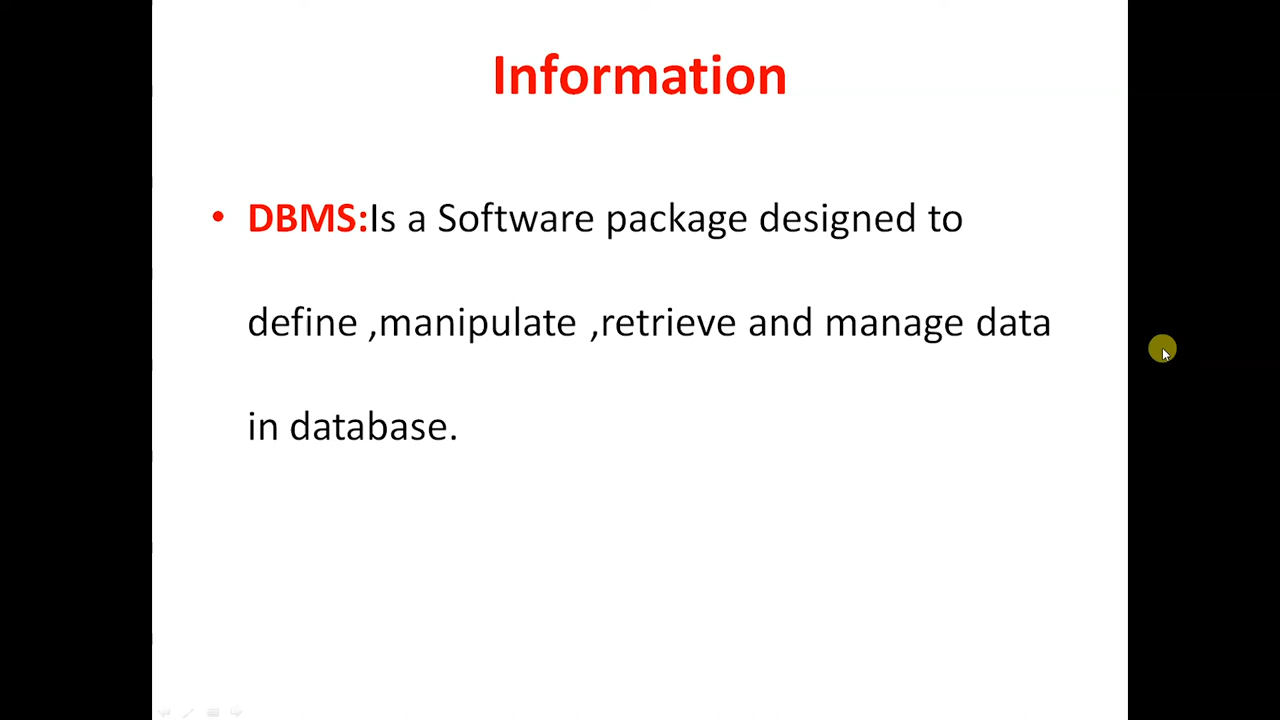 Information
• DBMS:Is a Software package designed to
define ,manipulate ,retrieve and manage data
in database.